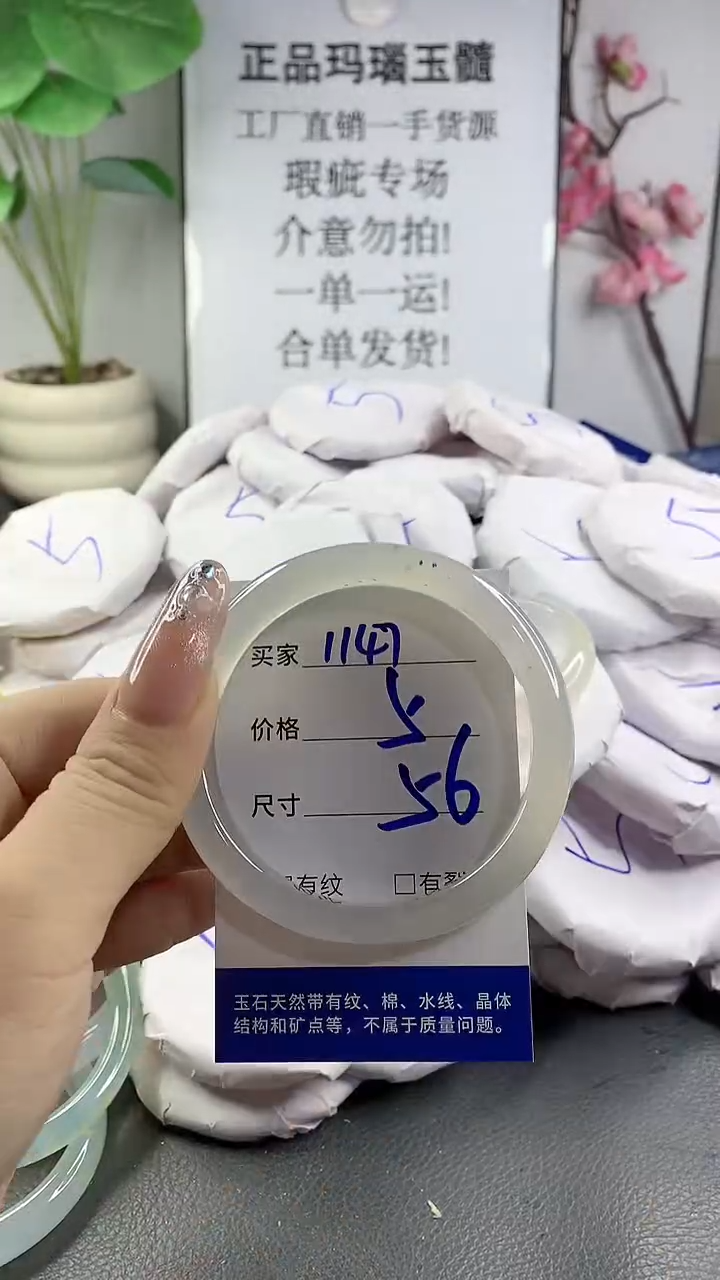 正品玛瑙玉髓
工厂直销一手货源
瑕疵专场
介意勿拍!
一单一运!
合单发货!
买家 1147
价格 5
尺寸 56
有纹 □有裂
玉石天然带有纹、棉、水线、晶体
结构和矿点等，不属于质量问题。